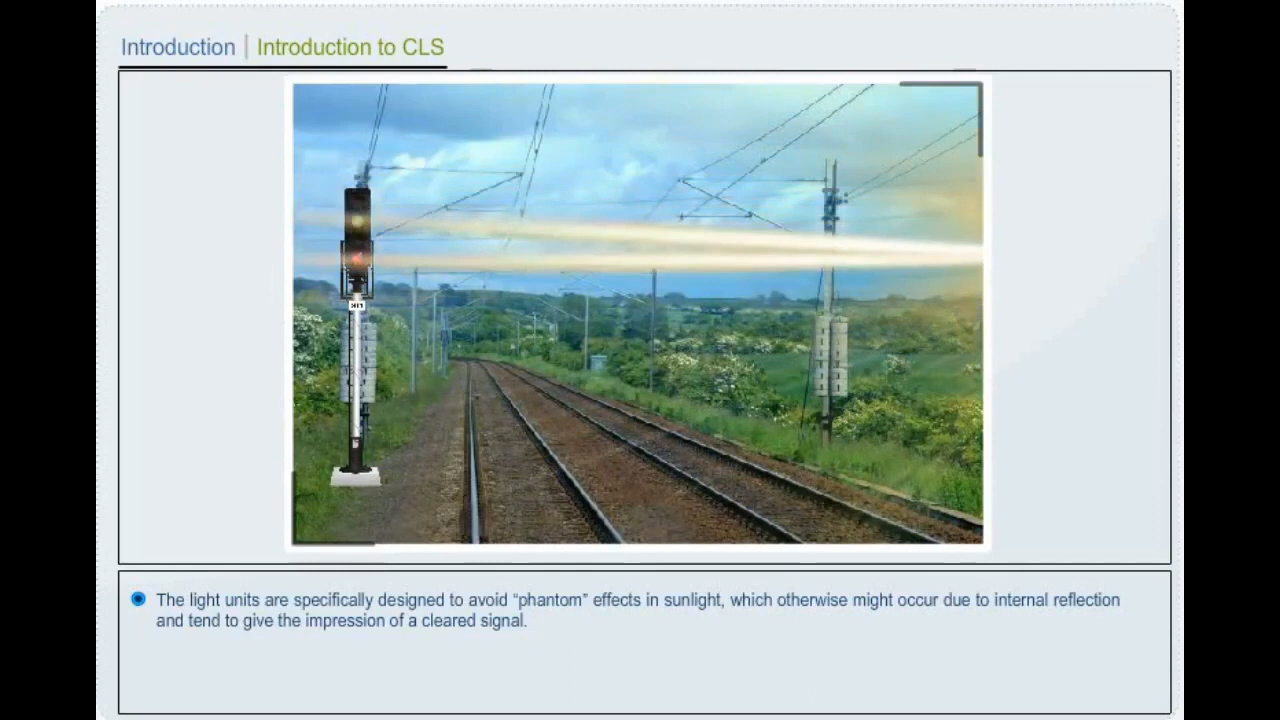 Introduction | Introduction to CLS
The light units are specifically designed to avoid “phantom” effects in sunlight, which otherwise might occur due to internal reflection
and tend to give the impression of a cleared signal.